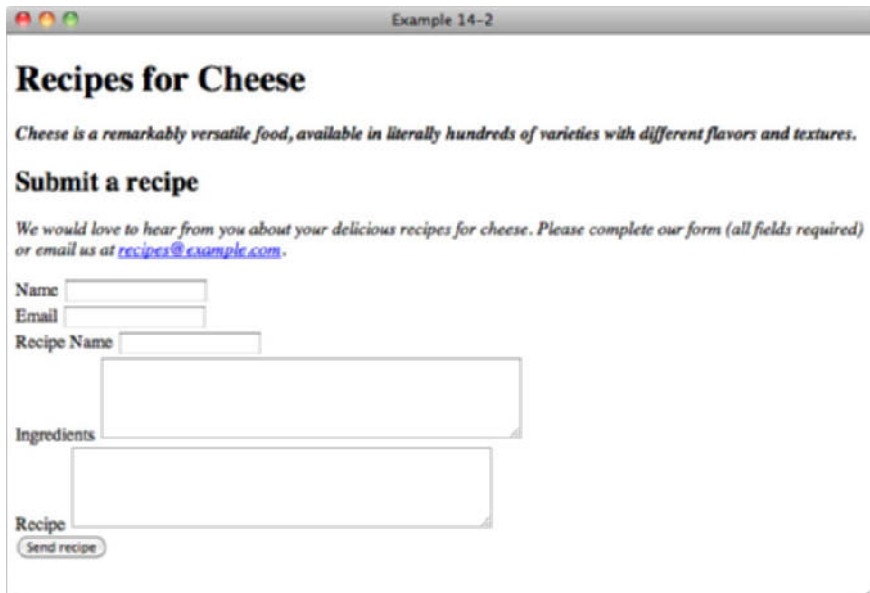 Example 14-2
Recipes for Cheese
Cheese is a remarkably versatile food, available in literally hundreds of varieties with different flavors and textures.
Submit a recipe
We would love to hear from you about your delicious recipes for cheese. Please complete our form (all fields required)
or email us at recipes@example.com.
Name
Email
Recipe Name
Ingredients
Recipe
Send recipe